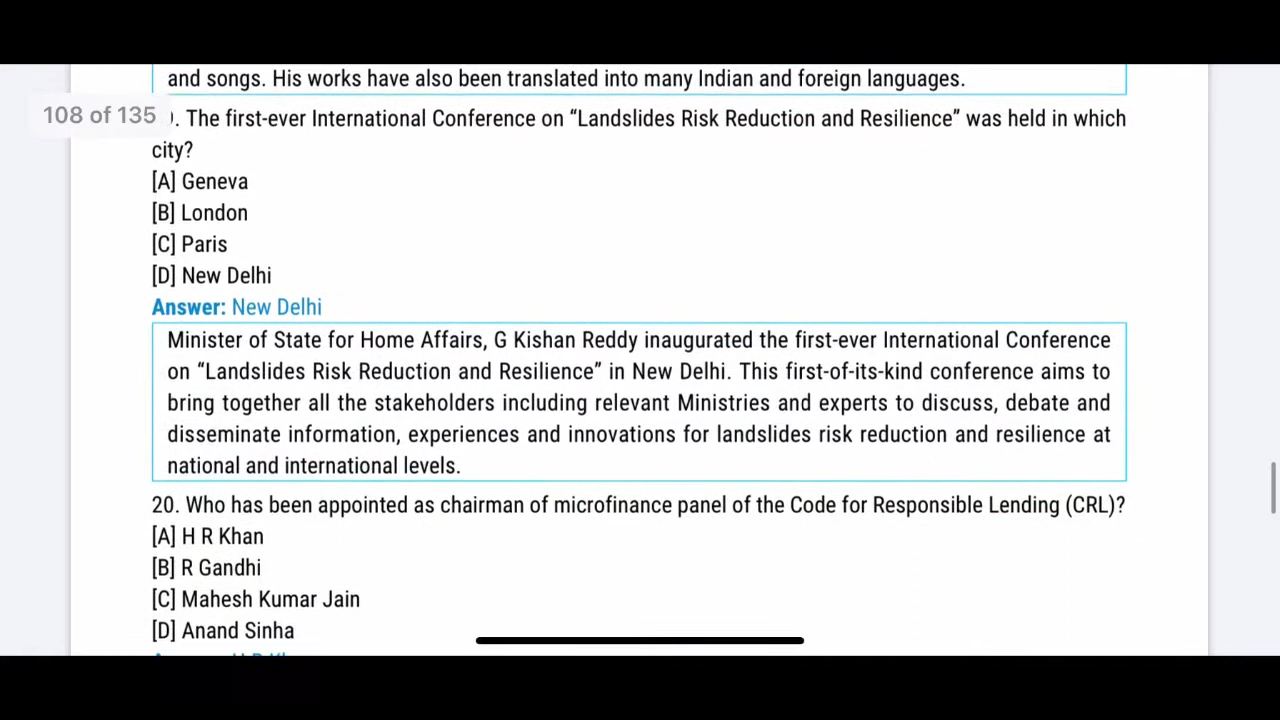 and songs. His works have also been translated into many Indian and foreign languages.
108 of 135
. The first-ever International Conference on “Landslides Risk Reduction and Resilience” was held in which
city?
[A] Geneva
[B] London
[C] Paris
[D] New Delhi
Answer: New Delhi
Minister of State for Home Affairs, G Kishan Reddy inaugurated the first-ever International Conference
on “Landslides Risk Reduction and Resilience” in New Delhi. This first-of-its-kind conference aims to
bring together all the stakeholders including relevant Ministries and experts to discuss, debate and
disseminate information, experiences and innovations for landslides risk reduction and resilience at
national and international levels.
20. Who has been appointed as chairman of microfinance panel of the Code for Responsible Lending (CRL)?
[A] H R Khan
[B] R Gandhi
[C] Mahesh Kumar Jain
[D] Anand Sinha